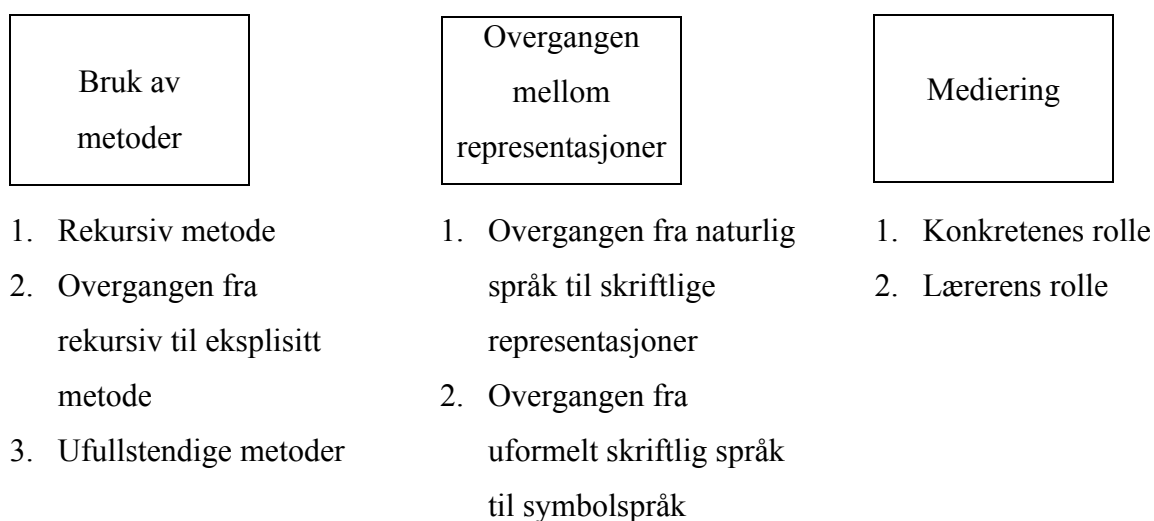 Bruk av
metoder
Overgangen
mellom
representasjoner
Mediering
1. Rekursiv metode
2. Overgangen fra
rekursiv til eksplisitt
metode
3. Ufullstendige metoder
1. Overgangen fra naturlig
språk til skriftlige
representasjoner
2. Overgangen fra
uformelt skriftlig språk
til symbolspråk
1. Konkretenes rolle
2. Lærerens rolle